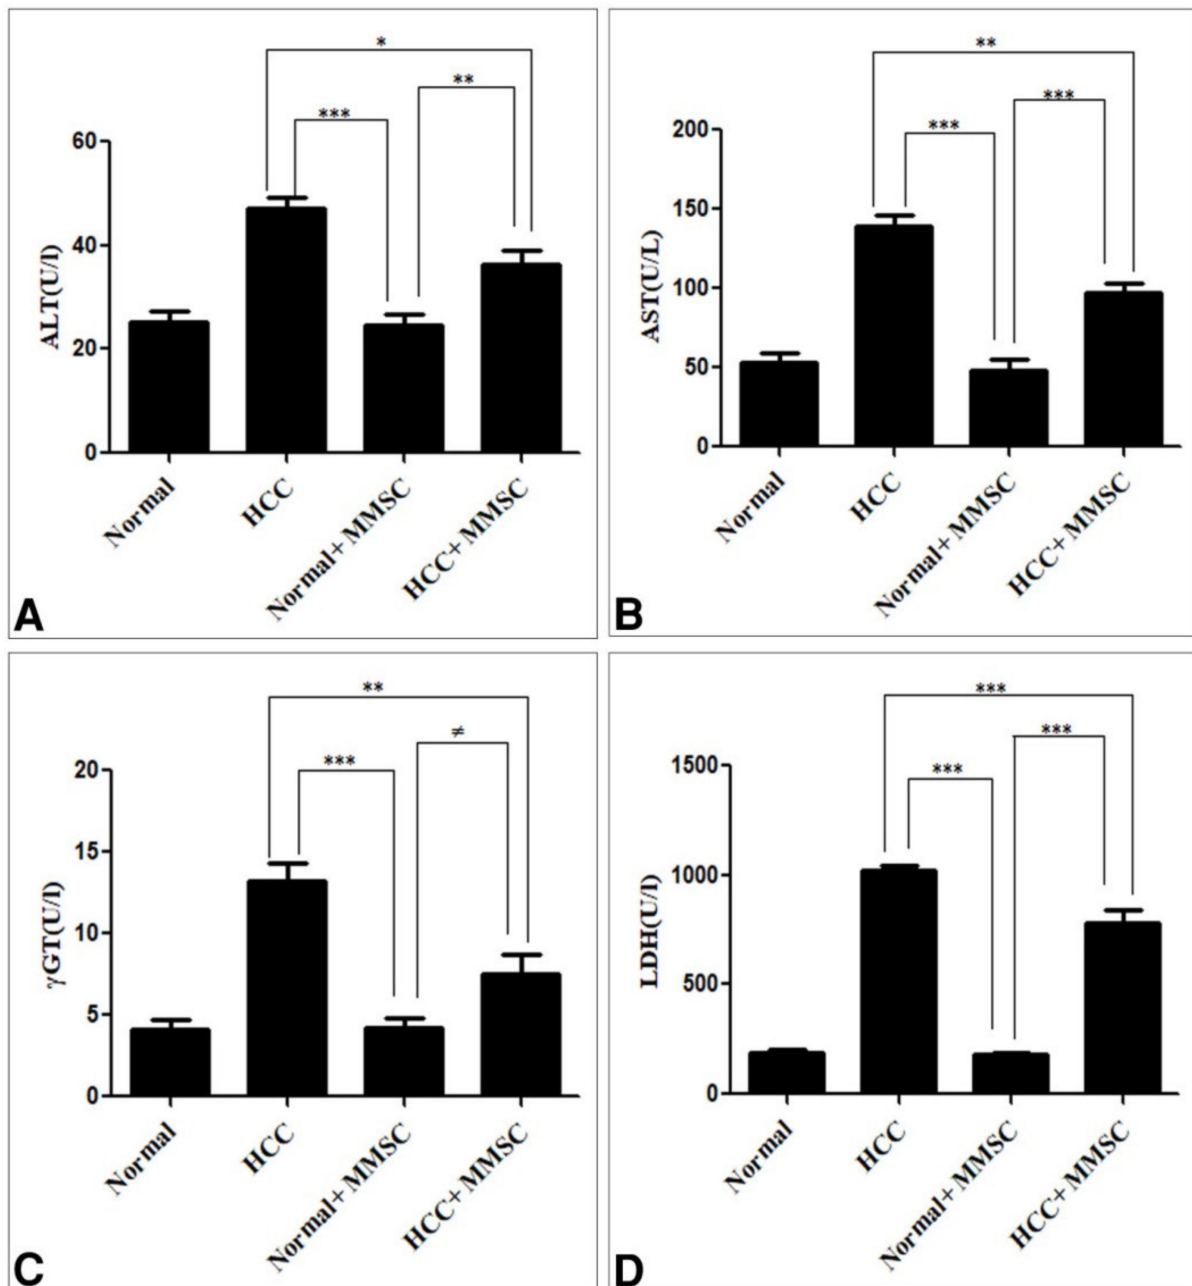 *
**
***
60
40
20
0
ALT(U/l)
Normal
HCC
Normal+ MMSC
HCC+ MMSC
A
**
***
***
200
150
100
50
0
AST(U/L)
Normal
HCC
Normal+ MMSC
HCC+ MMSC
B
**
≠
***
20
15
10
5
0
γGT(U/l)
Normal
HCC
Normal+ MMSC
HCC+ MMSC
C
***
***
***
1500
1000
500
0
LDH(U/l)
Normal
HCC
Normal+ MMSC
HCC+ MMSC
D